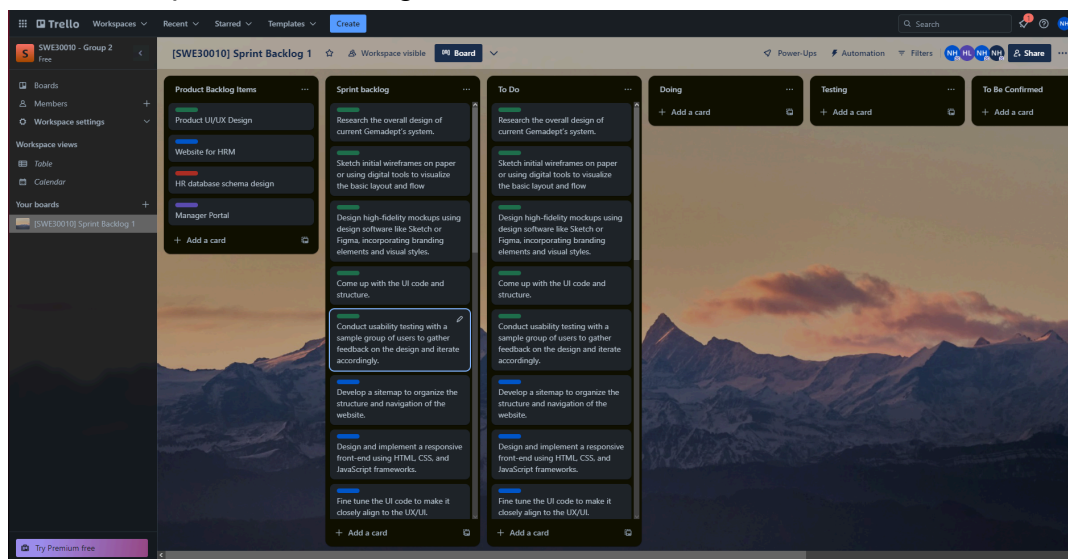 Trello
Workspaces
Recent
Starred
Templates
Create
Search
1
NH
S
SWE30010 - Group 2
Free
[SWE30010] Sprint Backlog 1
Workspace visible
Board
Power-Ups
Automation
Filters
NH
HL
NH
NH
Share
Boards
Members
Workspace settings
Workspace views
Table
Calendar
Your boards
[SWE30010] Sprint Backlog 1
Try Premium free
Product Backlog Items
Product UI/UX Design
Website for HRM
HR database schema design
Manager Portal
+ Add a card
Sprint backlog
Research the overall design of
current Gemadept's system.
Sketch initial wireframes on paper
or using digital tools to visualize
the basic layout and flow
Design high-fidelity mockups using
design software like Sketch or
Figma, incorporating branding
elements and visual styles.
Come up with the UI code and
structure.
Conduct usability testing with a
sample group of users to gather
feedback on the design and iterate
accordingly.
Develop a sitemap to organize the
structure and navigation of the
website.
Design and implement a responsive
front-end using HTML, CSS, and
JavaScript frameworks.
Fine tune the UI code to make it
closely align to the UX/UI.
+ Add a card
To Do
Research the overall design of
current Gemadept's system.
Sketch initial wireframes on paper
or using digital tools to visualize
the basic layout and flow
Design high-fidelity mockups using
design software like Sketch or
Figma, incorporating branding
elements and visual styles.
Come up with the UI code and
structure.
Conduct usability testing with a
sample group of users to gather
feedback on the design and iterate
accordingly.
Develop a sitemap to organize the
structure and navigation of the
website.
Design and implement a responsive
front-end using HTML, CSS, and
JavaScript frameworks.
Fine tune the UI code to make it
closely align to the UX/UI.
+ Add a card
Doing
+ Add a card
Testing
+ Add a card
To Be Confirmed
+ Add a card